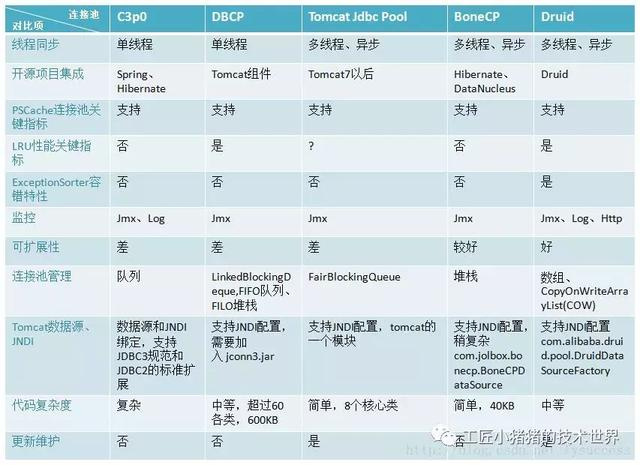 连接池
对比项
C3p0
DBCP
Tomcat Jdbc Pool
BoneCP
Druid
线程同步
单线程
单线程
多线程、异步
多线程、异步
多线程、异步
开源项目集成
Spring、
Hibernate
Tomcat组件
Tomcat7以后
Hibernate、
DataNucleus
Druid
PSCache连接池关
键指标
支持
支持
支持
支持
支持
LRU性能关键指
标
否
是
?
否
是
ExceptionSorter容
错特性
否
否
否
否
是
监控
Jmx、Log
Jmx
Jmx
Jmx
Jmx、Log、Http
可扩展性
差
差
差
较好
好
连接池管理
队列
LinkedBlockingDe
que,FIFO队列、
FILO堆栈
FairBlockingQueue
堆栈
数组、
CopyOnWriteArra
yList(COW)
Tomcat数据源、
JNDI
数据源和JNDI
绑定，支持
JDBC3规范和
JDBC2的标准扩
展
支持JNDI配置，
需要加
入 jconn3.jar
支持JNDI配置，tomcat的
一个模块
支持JNDI配置，
稍复杂
com.jolbox.bo
necp.BoneCPD
ataSource
支持JNDI配置
com.alibaba.dru
id.pool.DruidDat
aSourceFactory
代码复杂度
复杂
中等，超过60
各类，600KB
简单，8个核心类
简单，40KB
中等
更新维护
否
否
是
否
是
工匠小猪猪的技术世界